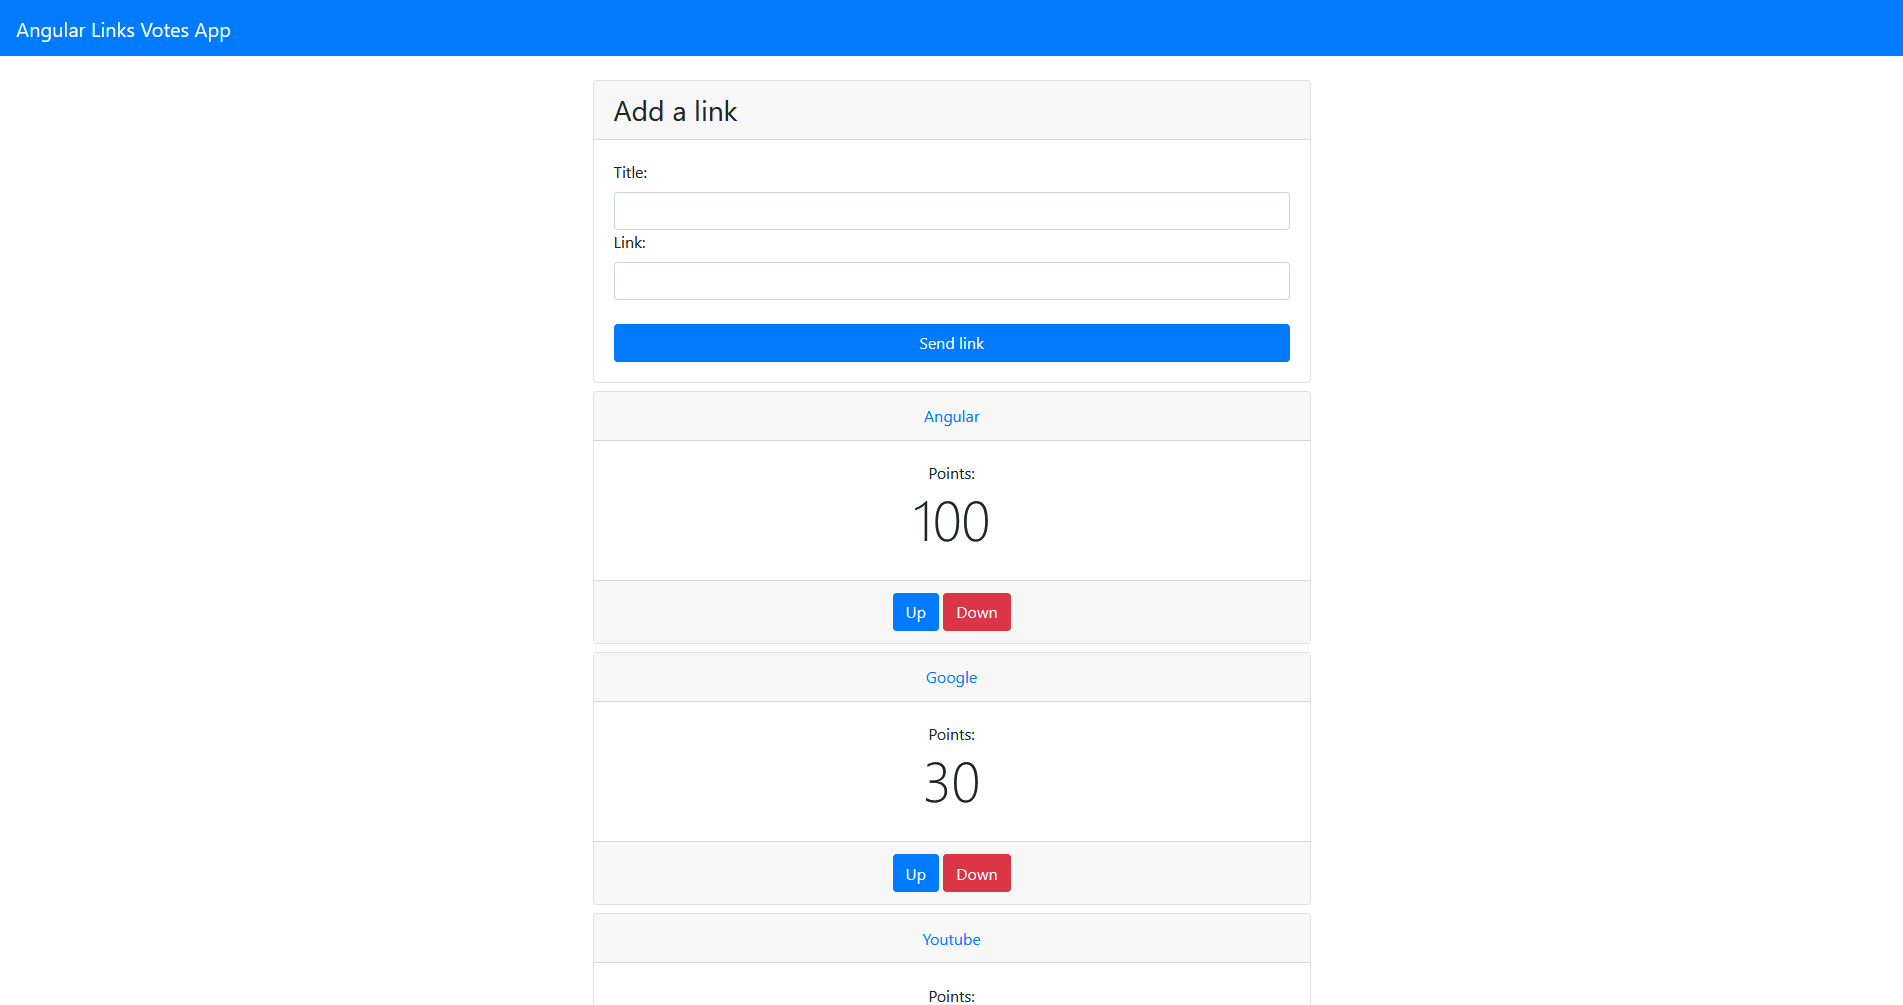 Angular Links Votes App
Add a link
Title:
Link:
Send link
Angular
Points:
100
Up Down
Google
Points:
30
Up Down
Youtube
Points: